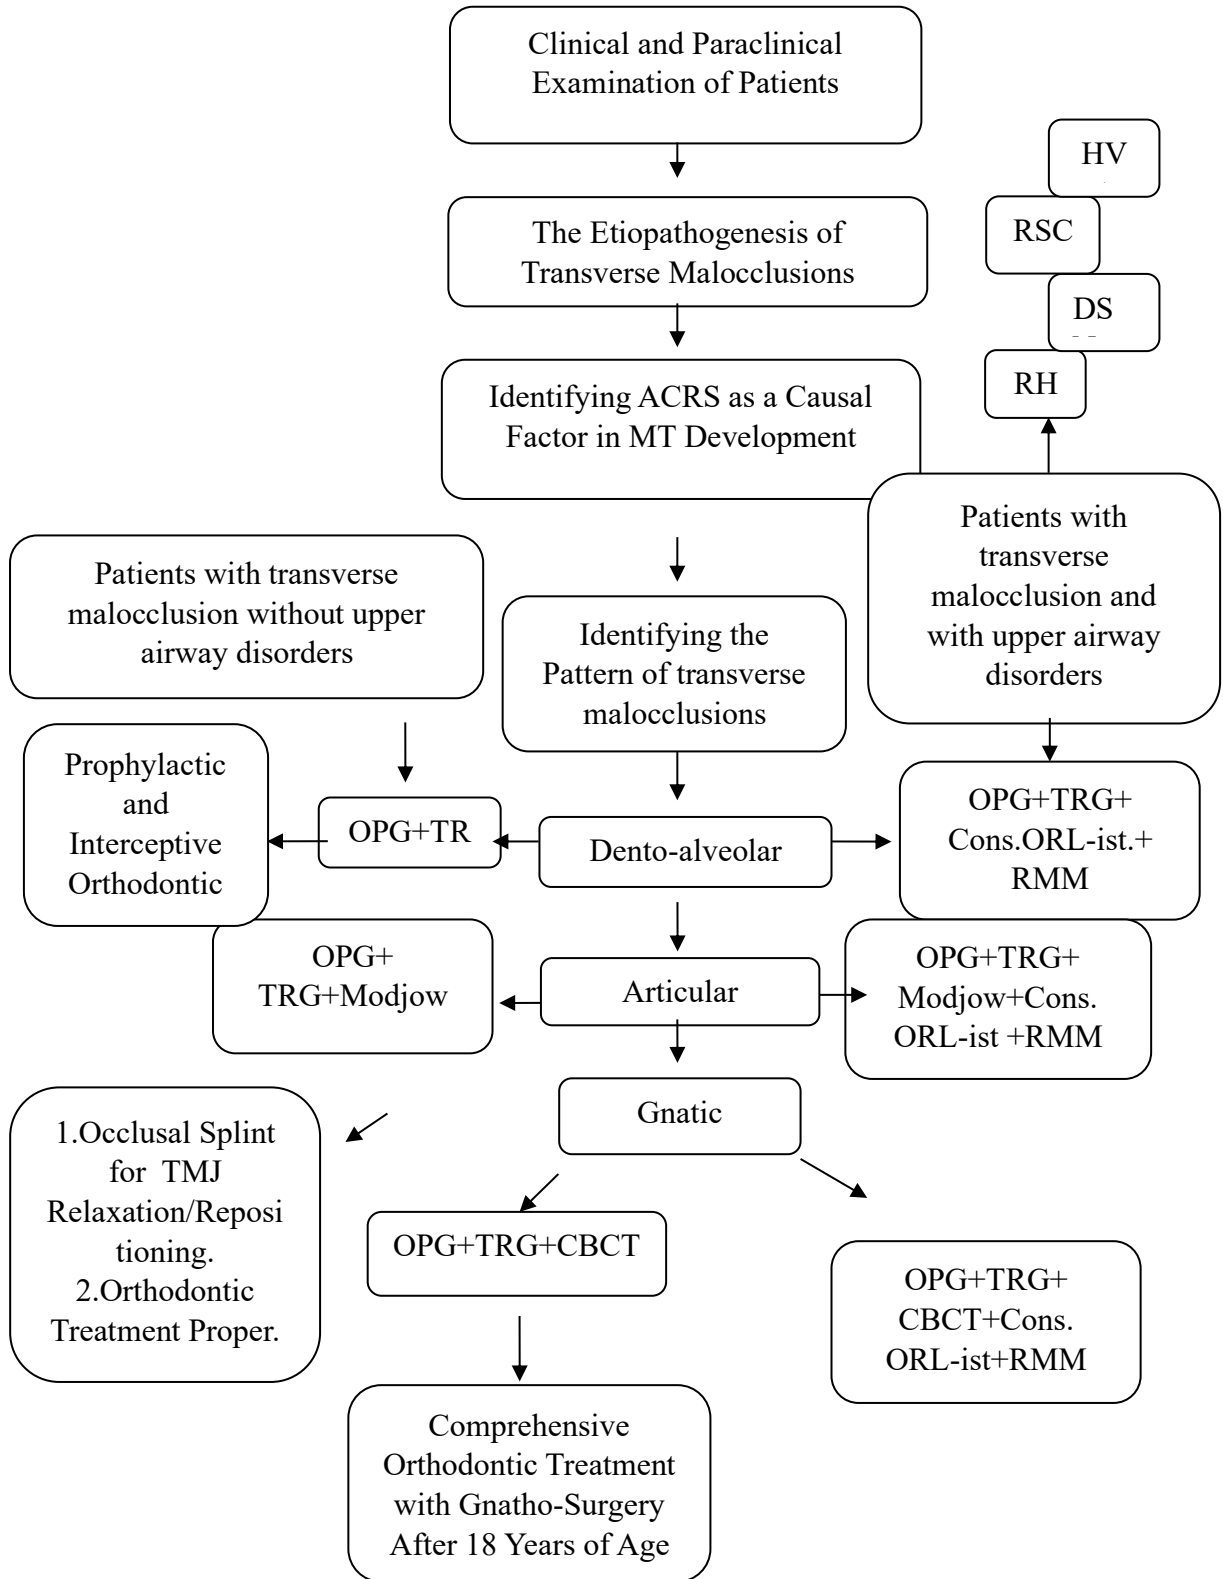 Clinical and Paraclinical
Examination of Patients
HV
The Etiopathogenesis of
Transverse Malocclusions
RSC
DS
RH
Identifying ACRS as a Causal
Factor in MT Development
Patients with
transverse
malocclusion and
with upper airway
disorders
Patients with transverse
malocclusion without upper
airway disorders
Identifying the
Pattern of transverse
malocclusions
Prophylactic
and
Interceptive
Orthodontic
OPG+TR
Dento-alveolar
OPG+TRG+
Cons.ORL-ist.+
RMM
OPG+
TRG+Modjow
Articular
OPG+TRG+
Modjow+Cons.
ORL-ist +RMM
Gnatic
1.Occlusal Splint
for TMJ
Relaxation/Reposi
tioning.
2.Orthodontic
Treatment Proper.
OPG+TRG+CBCT
OPG+TRG+
CBCT+Cons.
ORL-ist+RMM
Comprehensive
Orthodontic Treatment
with Gnatho-Surgery
After 18 Years of Age